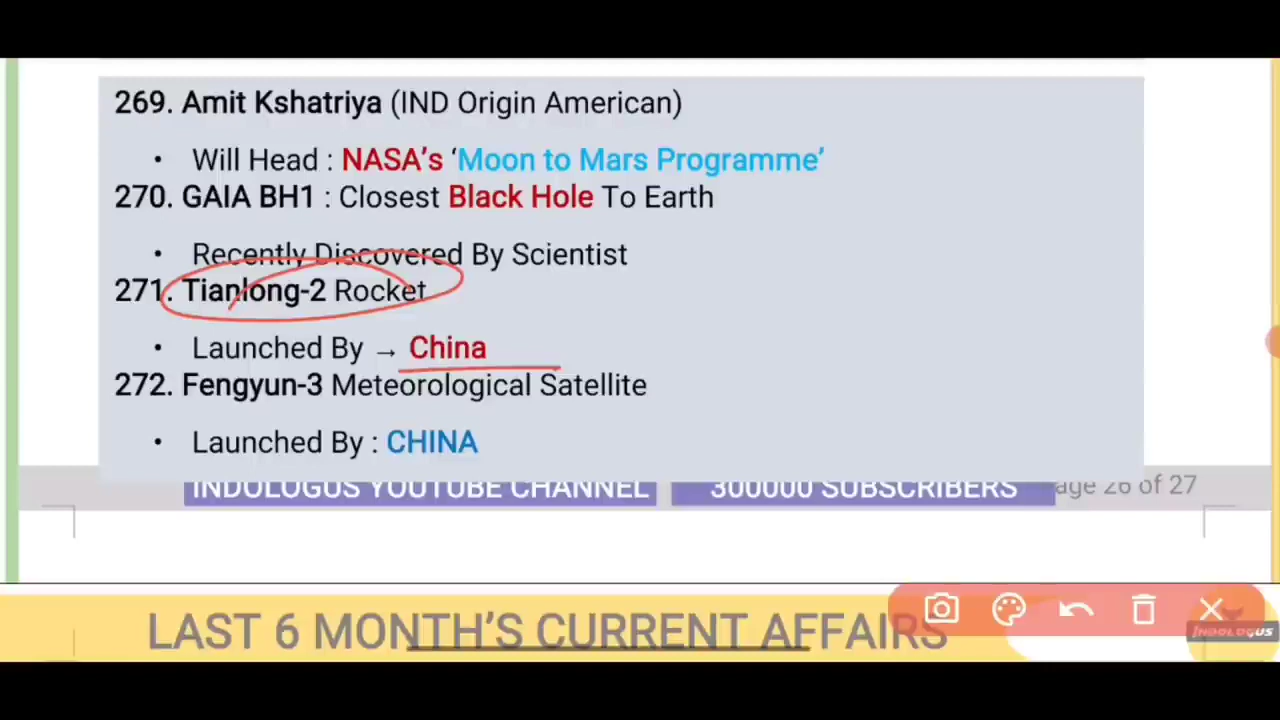 269. Amit Kshatriya (IND Origin American)
• Will Head : NASA’s ‘Moon to Mars Programme’
270. GAIA BH1 : Closest Black Hole To Earth
• Recently Discovered By Scientist
271. Tianlong-2 Rocket
• Launched By → China
272. Fengyun-3 Meteorological Satellite
• Launched By : CHINA
INDOLOGUS YOUTUBE CHANNEL 300000 SUBSCRIBERS age 26 of 27
LAST 6 MONTH’S CURRENT AFFAIRS
INDOLOGUS